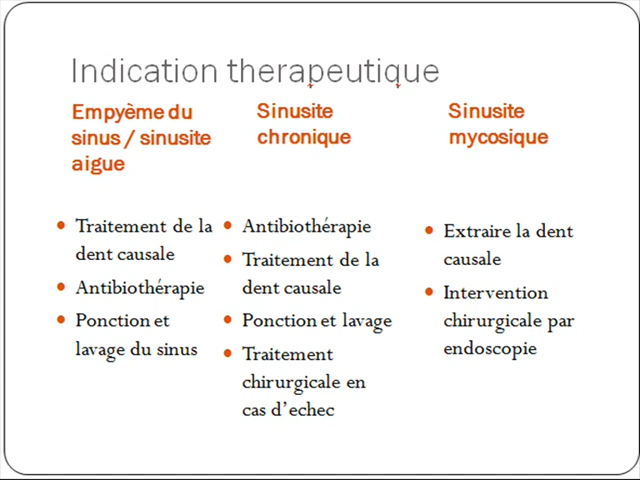 Indication therapeutique
Empyème du
sinus / sinusite
aigue
Sinusite
chronique
Sinusite
mycosique
• Traitement de la
dent causale
• Antibiothérapie
• Ponction et
lavage du sinus
• Antibiothérapie
• Traitement de la
dent causale
• Ponction et lavage
• Traitement
chirurgicale en
cas d'echec
• Extraire la dent
causale
• Intervention
chirurgicale par
endoscopie